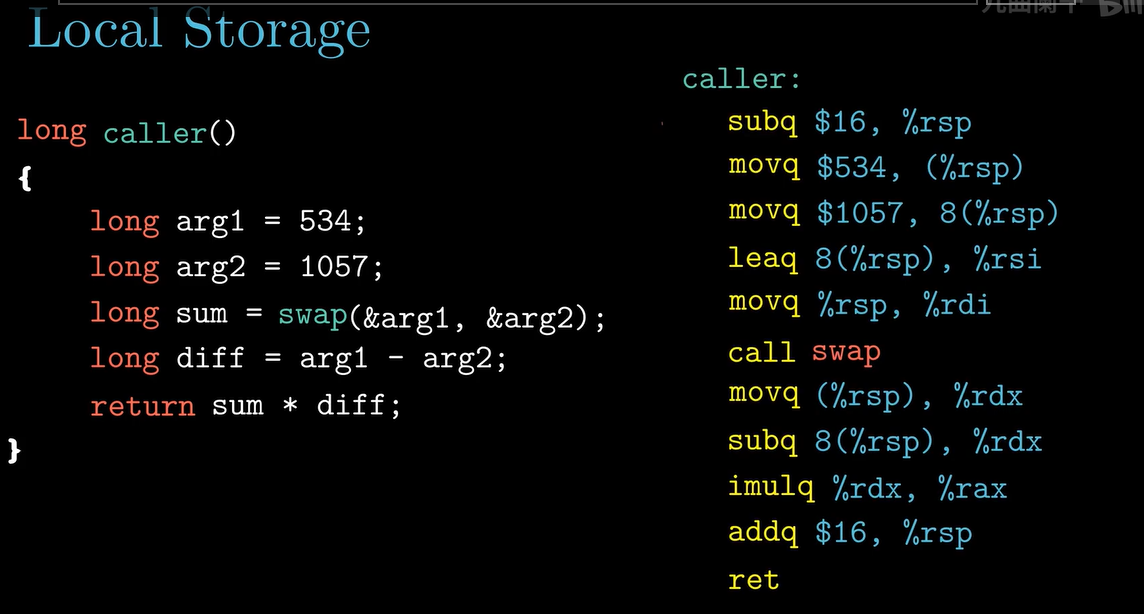 Local Storage
long caller()
{
long arg1 = 534;
long arg2 = 1057;
long sum = swap(&arg1, &arg2);
long diff = arg1 - arg2;
return sum * diff;
}
caller:
subq $16, %rsp
movq $534, (%rsp)
movq $1057, 8(%rsp)
leaq 8(%rsp), %rsi
movq %rsp, %rdi
call swap
movq (%rsp), %rdx
subq 8(%rsp), %rdx
imulq %rdx, %rax
addq $16, %rsp
ret